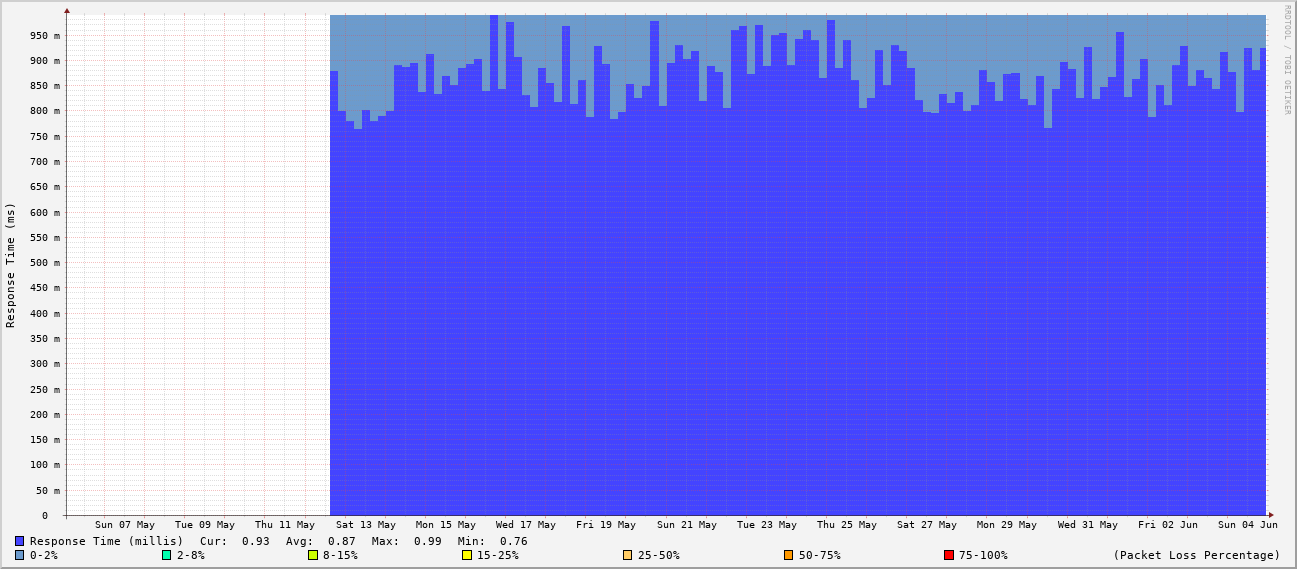 RRDTOOL / TOBI OETIKER
Response Time (ms)
950 m
900 m
850 m
800 m
750 m
700 m
650 m
600 m
550 m
500 m
450 m
400 m
350 m
300 m
250 m
200 m
150 m
100 m
50 m
0
Sun 07 May Tue 09 May Thu 11 May Sat 13 May Mon 15 May Wed 17 May Fri 19 May Sun 21 May Tue 23 May Thu 25 May Sat 27 May Mon 29 May Wed 31 May Fri 02 Jun Sun 04 Jun
Response Time (millis) Cur: 0.93 Avg: 0.87 Max: 0.99 Min: 0.76
0-2% 2-8% 8-15% 15-25% 25-50% 50-75% 75-100% (Packet Loss Percentage)